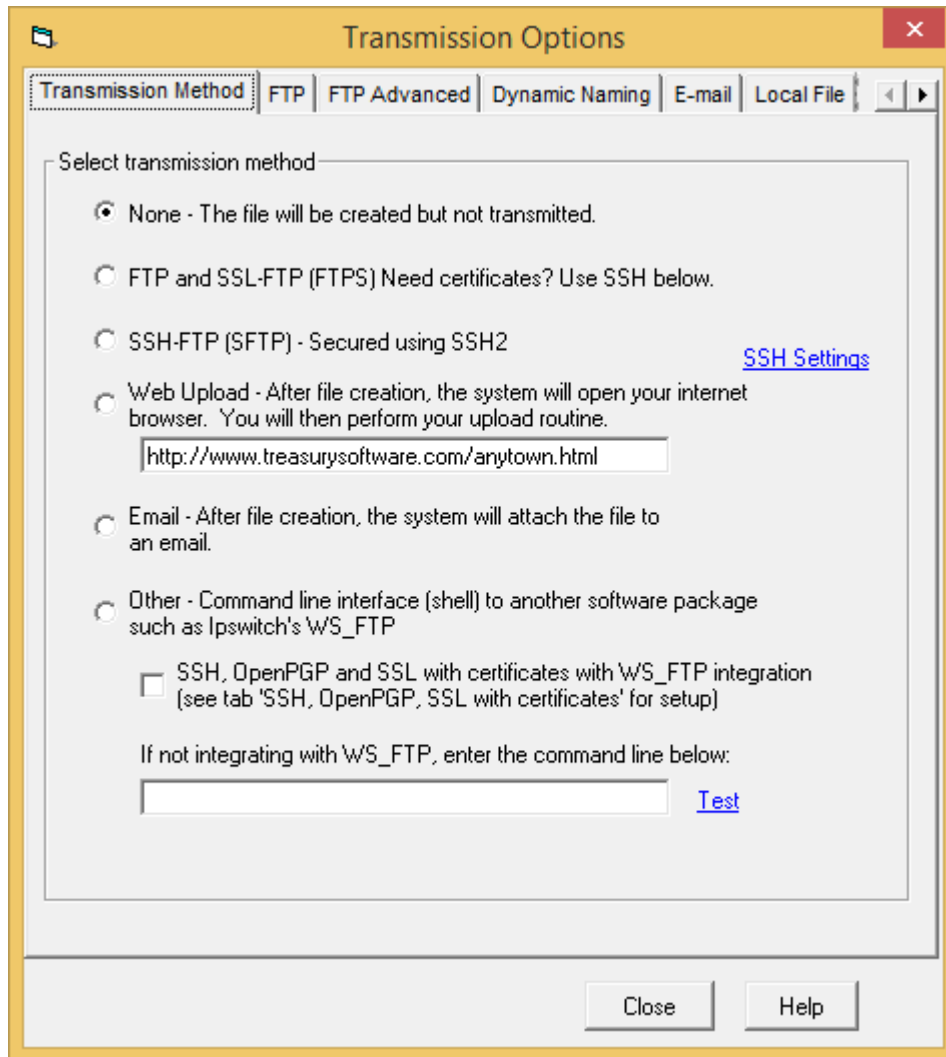 Transmission Options
Transmission Method
FTP
FTP Advanced
Dynamic Naming
E-mail
Local File
Select transmission method
None - The file will be created but not transmitted.
FTP and SSL-FTP (FTPS) Need certificates? Use SSH below.
SSH-FTP (SFTP) - Secured using SSH2
SSH Settings
Web Upload - After file creation, the system will open your internet
browser.  You will then perform your upload routine.
http://www.treasurysoftware.com/anytown.html
Email - After file creation, the system will attach the file to
an email.
Other - Command line interface (shell) to another software package
such as Ipswitch's WS_FTP
SSH, OpenPGP and SSL with certificates with WS_FTP integration
(see tab 'SSH, OpenPGP, SSL with certificates' for setup)
If not integrating with WS_FTP, enter the command line below:
Test
Close
Help